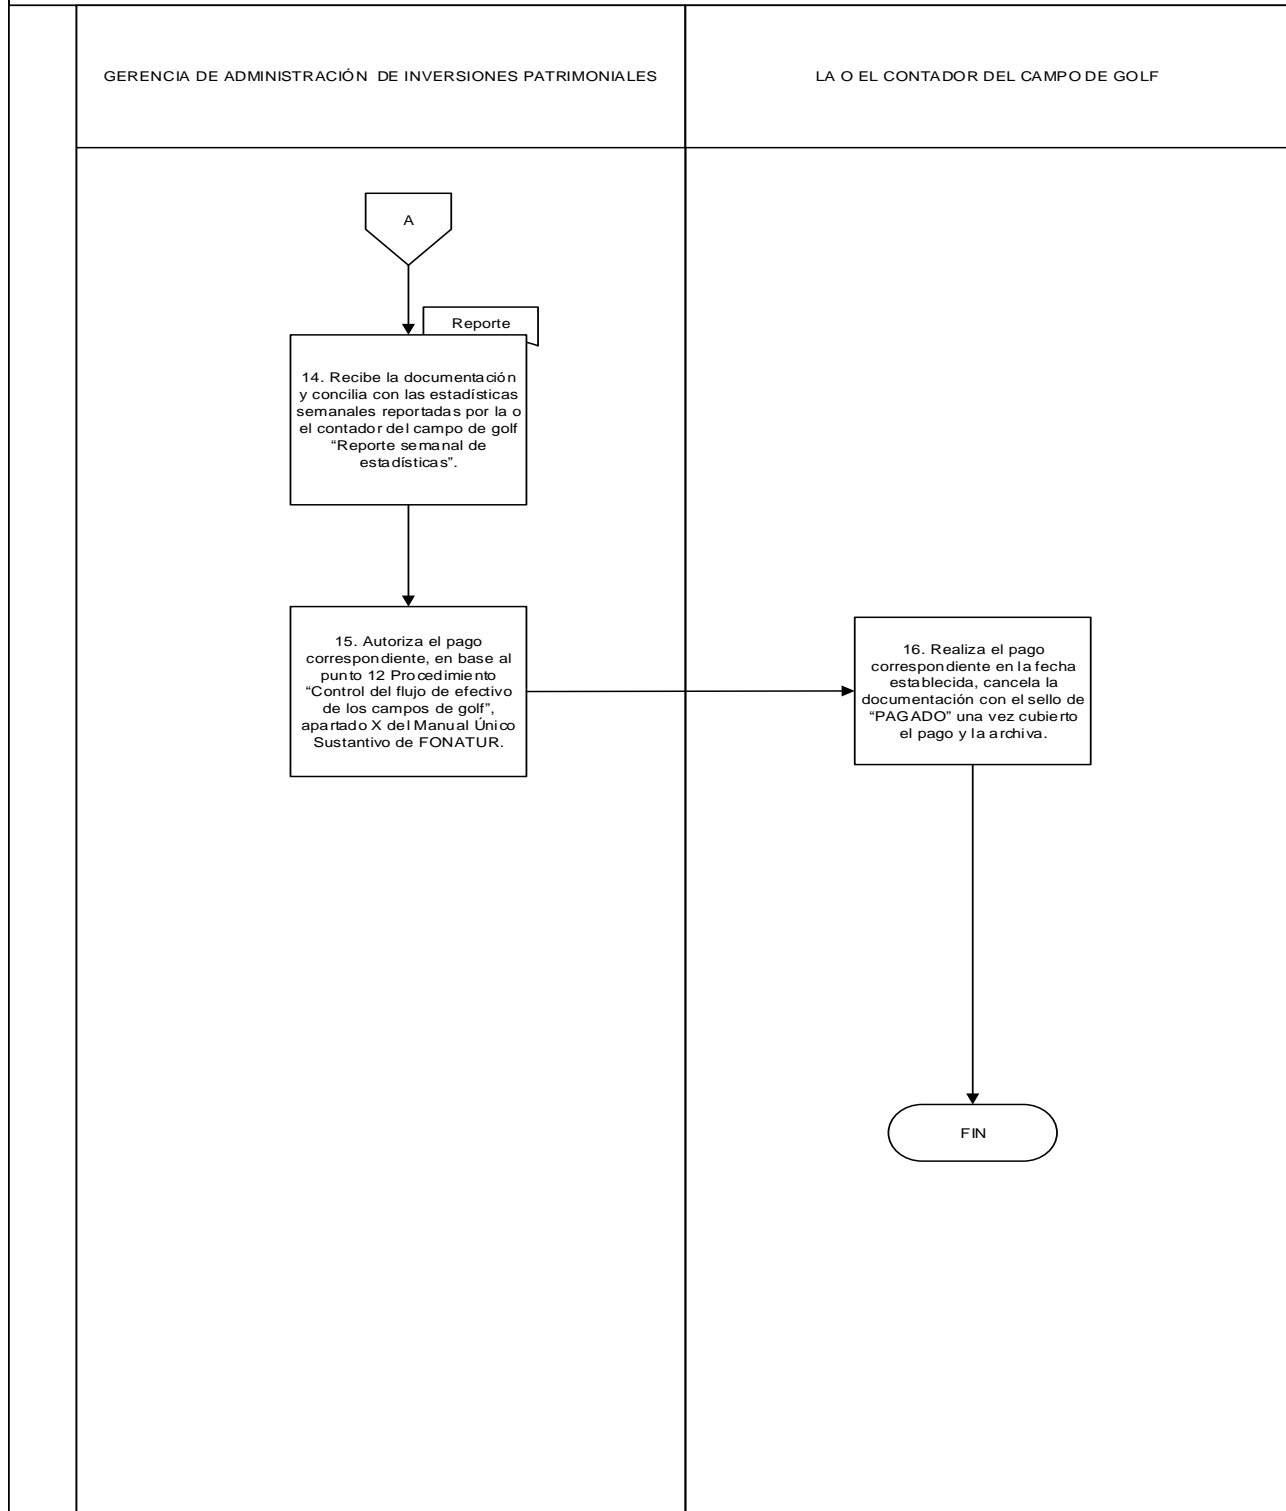 GERENCIA DE ADMINISTRACIÓN DE INVERSIONES PATRIMONIALES
LA O EL CONTADOR DEL CAMPO DE GOLF
A
Reporte
14. Recibe la documentación
y concilia con las estadísticas
semanales reportadas por la o
el contador del campo de golf
“Reporte semanal de
estadísticas”.
15. Autoriza el pago
correspondiente, en base al
punto 12 Procedimiento
“Control del flujo de efectivo
de los campos de golf”,
apartado X del Manual Único
Sustantivo de FONATUR.
16. Realiza el pago
correspondiente en la fecha
establecida, cancela la
documentación con el sello de
“PAGADO” una vez cubierto
el pago y la archiva.
FIN